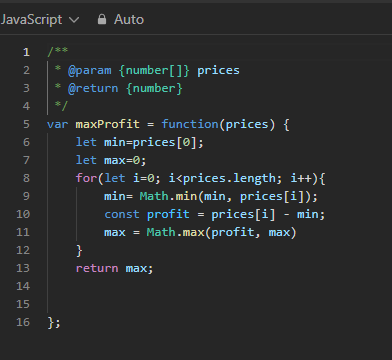 JavaScript Auto
1 /**
2 * @param {number[]} prices
3 * @return {number}
4 */
5 var maxProfit = function(prices) {
6 let min=prices[0];
7 let max=0;
8 for(let i=0; i<prices.length; i++){
9 min= Math.min(min, prices[i]);
10 const profit = prices[i] - min;
11 max = Math.max(profit, max)
12 }
13 return max;
14
15
16 };